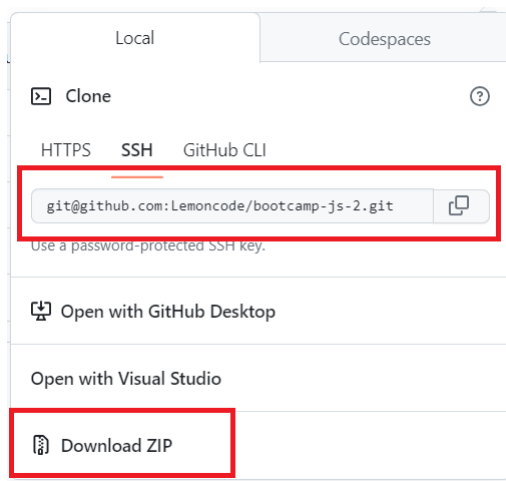 Local
Codespaces
Clone
HTTPS
SSH
GitHub CLI
git@github.com:Lemoncode/bootcamp-js-2.git
Use a password-protected SSH key.
Open with GitHub Desktop
Open with Visual Studio
Download ZIP